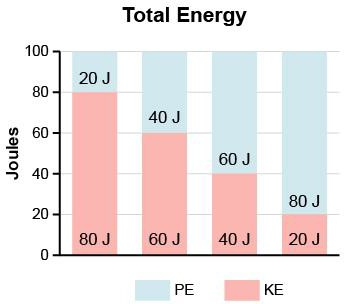 Total Energy
Joules
100
80
60
40
20
0
20 J
40 J
60 J
80 J
80 J
60 J
40 J
20 J
PE
KE